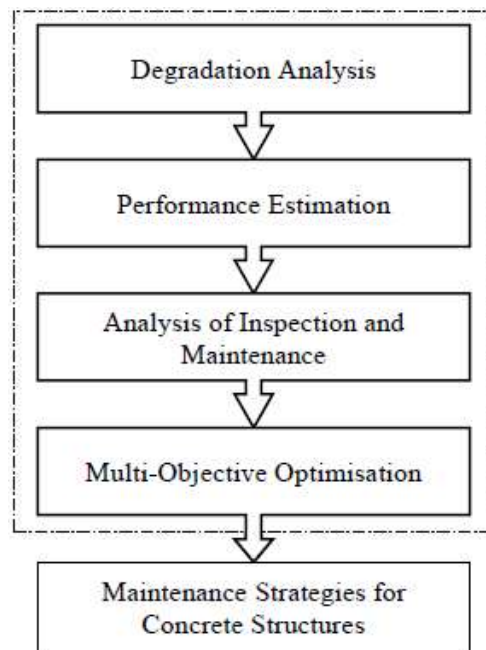 Degradation Analysis
Performance Estimation
Analysis of Inspection and
Maintenance
Multi-Objective Optimisation
Maintenance Strategies for
Concrete Structures